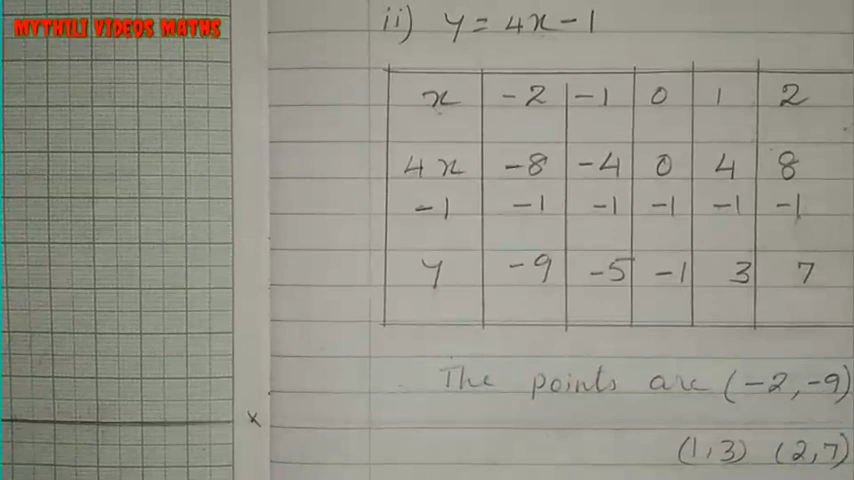 MYTHILI VIDEOS MATHS
ii) y = 4x - 1
x -2 -1 0 1 2
4x -8 -4 0 4 8
-1 -1 -1 -1 -1 -1
y -9 -5 -1 3 7
The points are (-2, -9)
x
(1, 3) (2, 7)